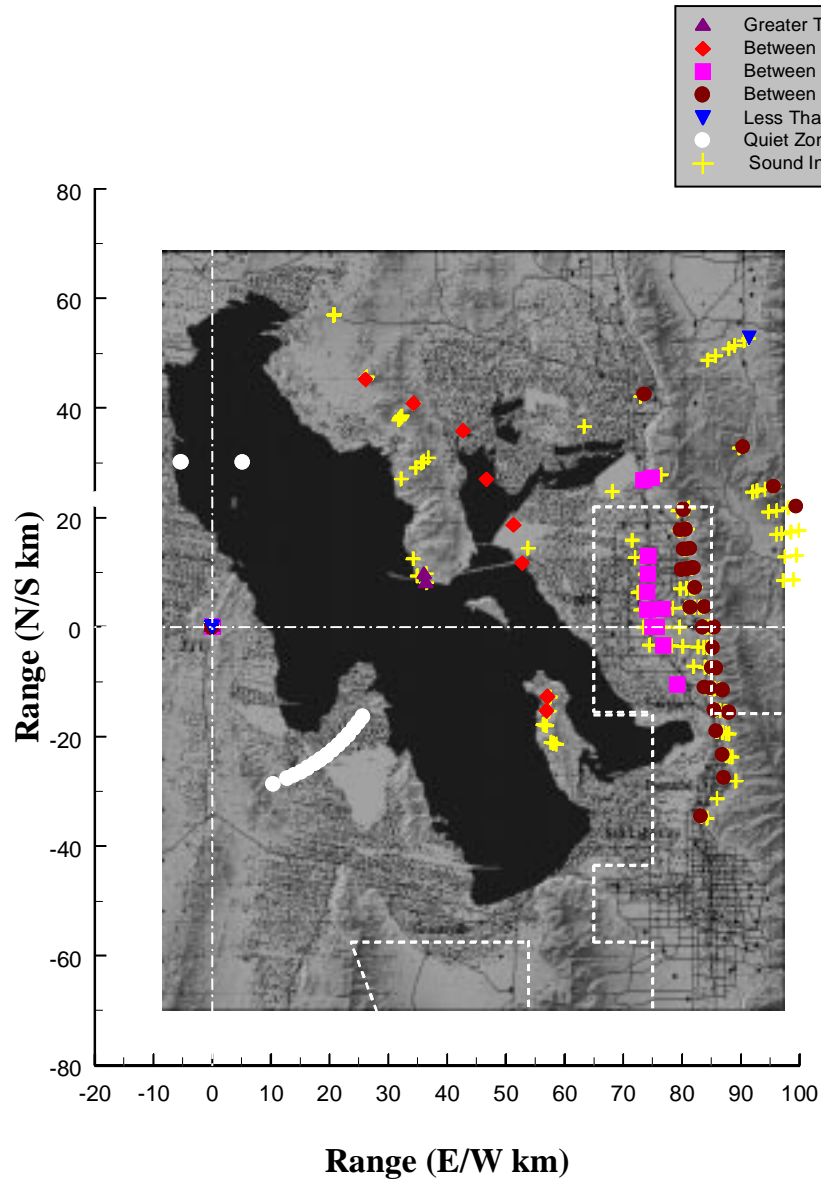 Greater T
Between
Between
Between
Less Tha
Quiet Zor
Sound In
80
60
40
20
0
-20
-40
-60
-80
Range (N/S km)
-20 -10 0 10 20 30 40 50 60 70 80 90 100
Range (E/W km)